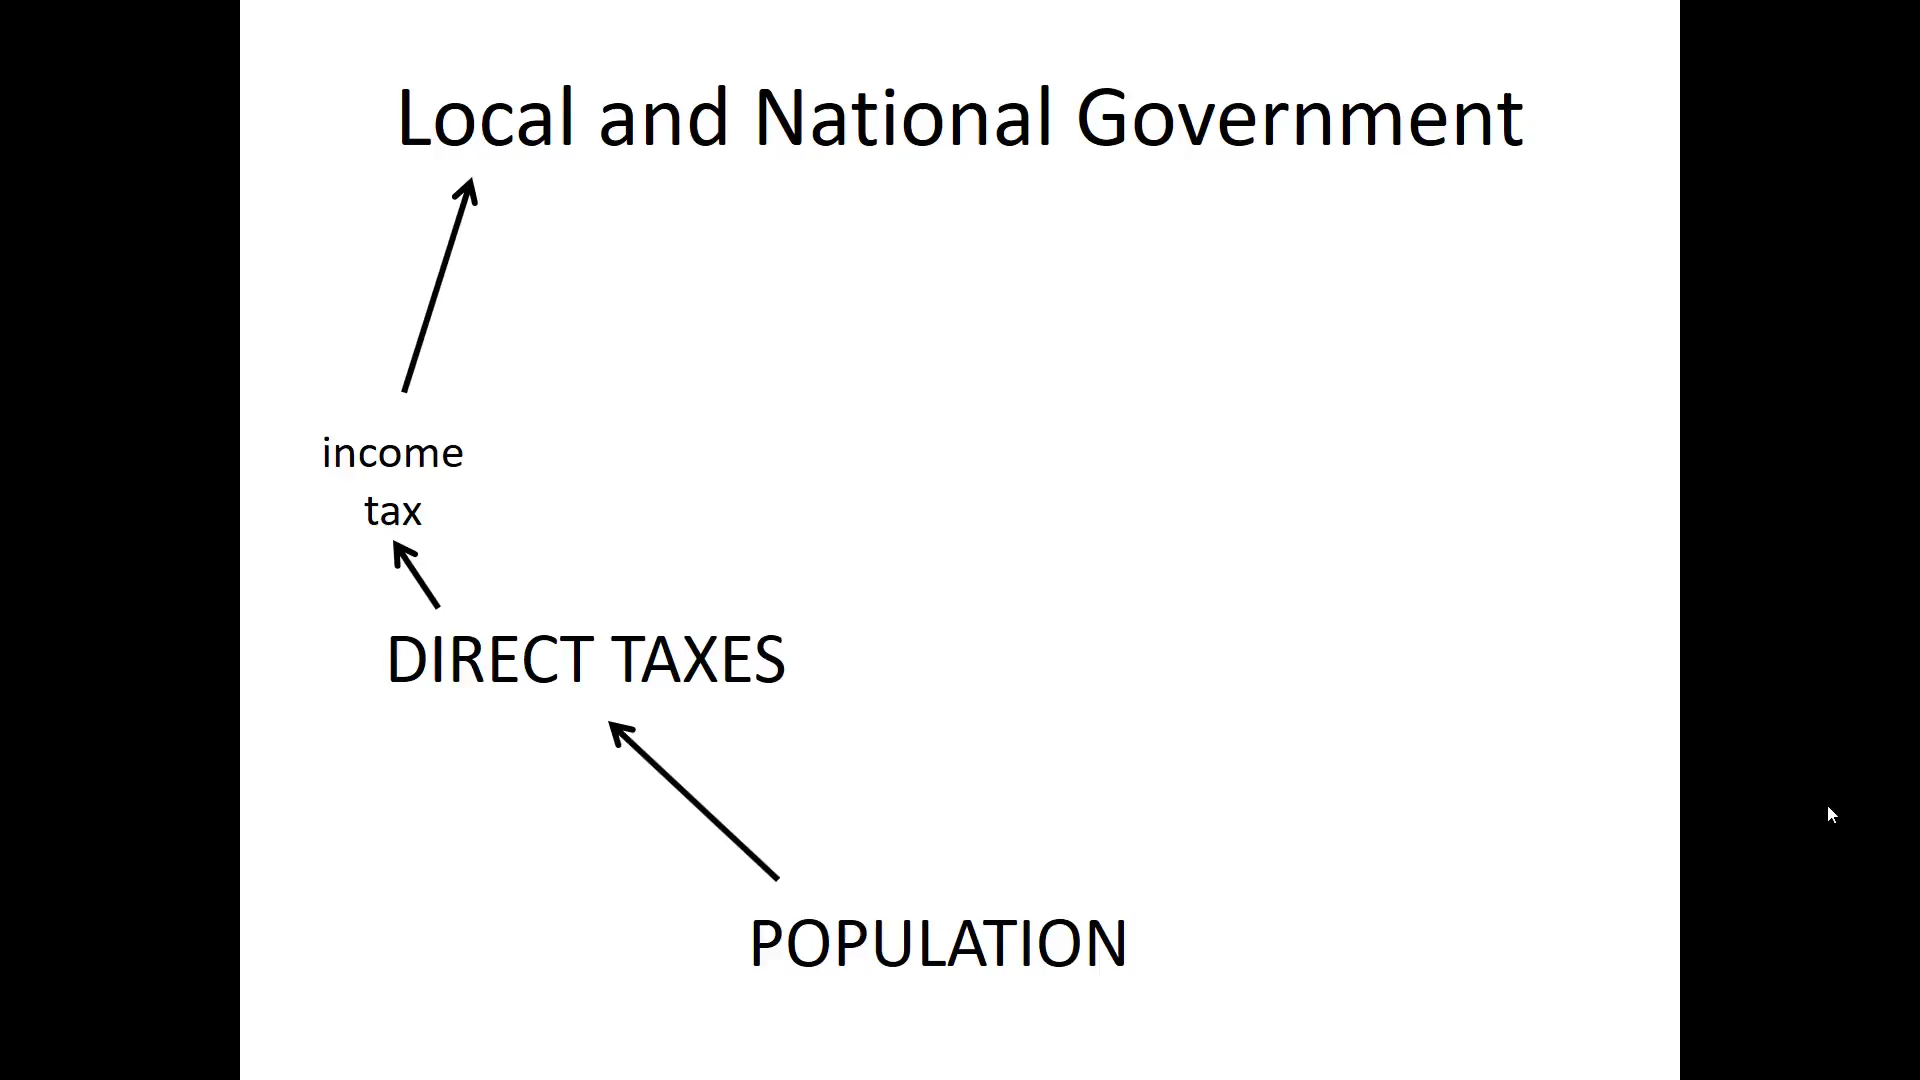 Local and National Government
income
tax
DIRECT TAXES
POPULATION